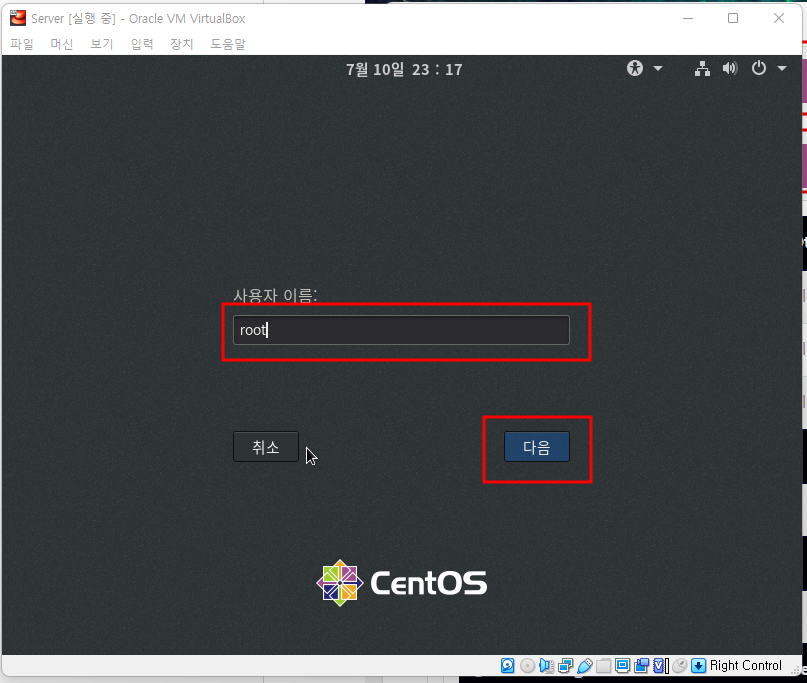 Server [실행 중] - Oracle VM VirtualBox
파일 머신 보기 입력 장치 도움말
7월 10일 23 : 17
사용자 이름:
root
취소 다음
CentOS
Right Control